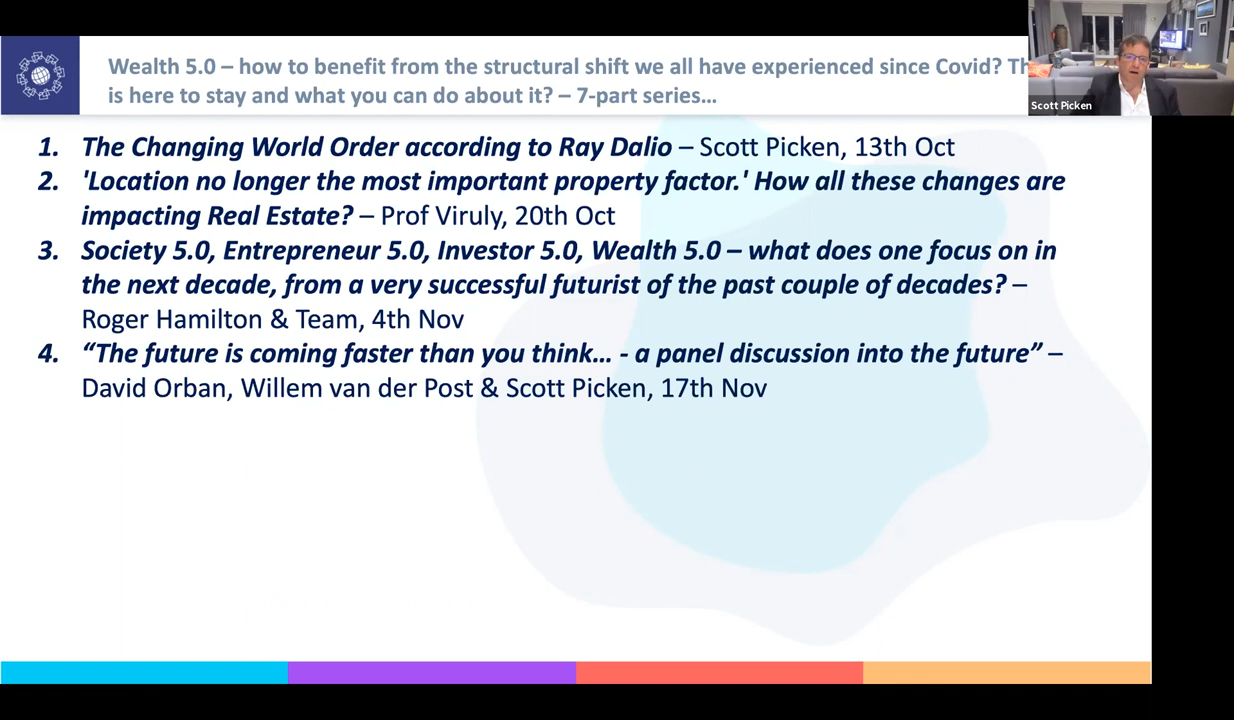 Wealth 5.0 – how to benefit from the structural shift we all have experienced since Covid?
is here to stay and what you can do about it? – 7-part series…
Scott Picken
1. The Changing World Order according to Ray Dalio – Scott Picken, 13th Oct
2. 'Location no longer the most important property factor.' How all these changes are
impacting Real Estate? – Prof Viruly, 20th Oct
3. Society 5.0, Entrepreneur 5.0, Investor 5.0, Wealth 5.0 – what does one focus on in
the next decade, from a very successful futurist of the past couple of decades? –
Roger Hamilton & Team, 4th Nov
4. “The future is coming faster than you think… - a panel discussion into the future” –
David Orban, Willem van der Post & Scott Picken, 17th Nov